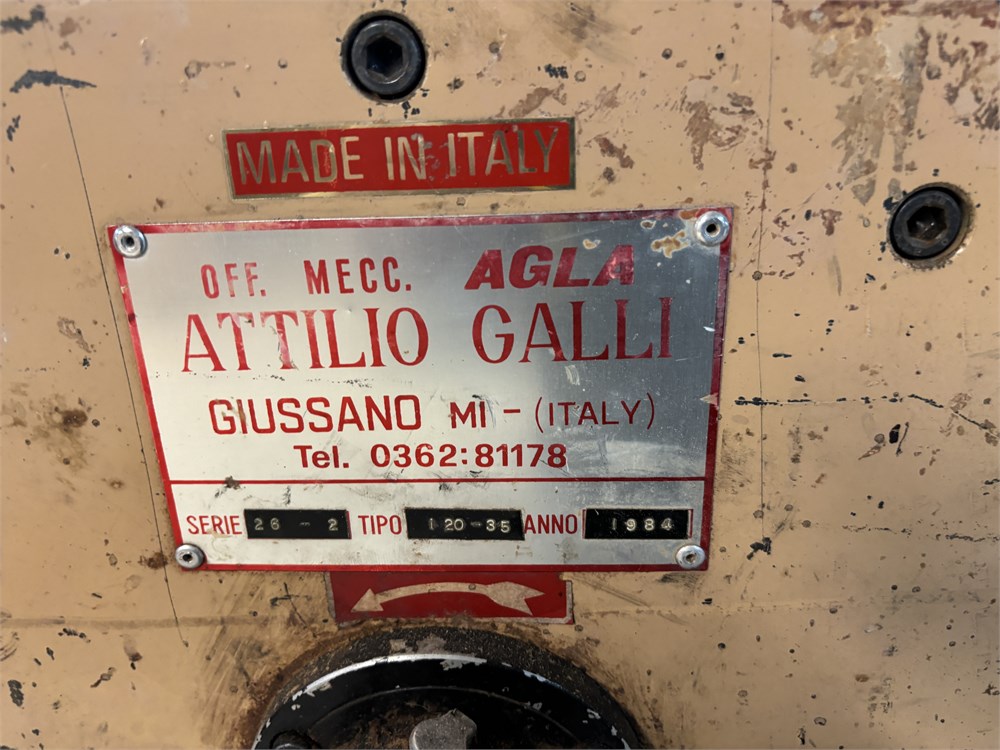 MADE IN ITALY
OFF. MECC. AGLA
ATTILIO GALLI
GIUSSANO MI - (ITALY)
Tel. 0362:81178
SERIE 26 - 2 TIPO 120-35 ANNO 1984